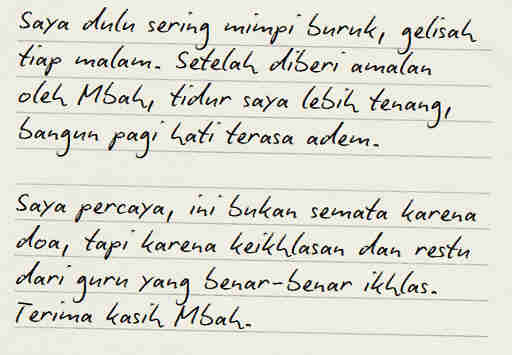 Saya dulu sering mimpi buruk, gelisah
tiap malam. Setelah diberi amalan
oleh Mbah, tidur saya lebih tenang,
bangun pagi hati terasa adem.
Saya percaya, ini bukan semata karena
doa, tapi karena keikhlasan dan restu
dari guru yang benar-benar ikhlas.
Terima kasih Mbah.